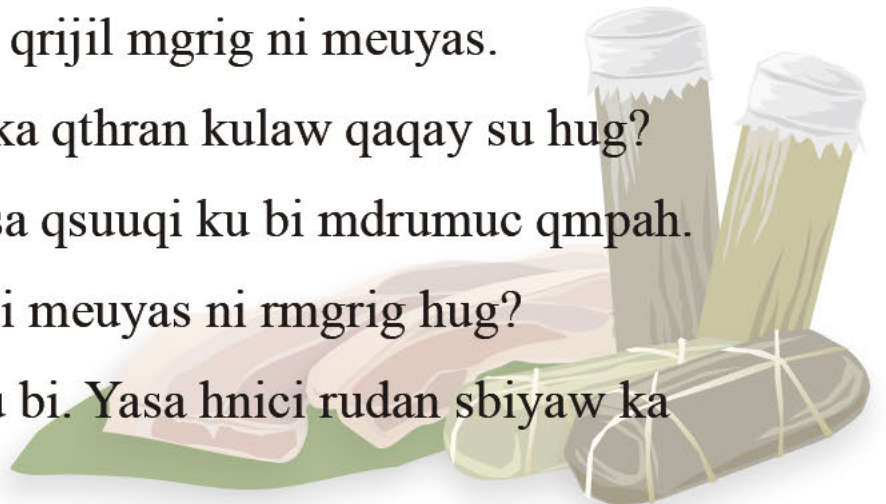 qrijil mgrig ni meuyas.
ka qthran kulaw qaqay su hug?
sa qsuuqi ku bi mdrumuc qmpah.
i meuyas ni rmgrig hug?
bi. Yasa hnici rudan sbiyaw ka